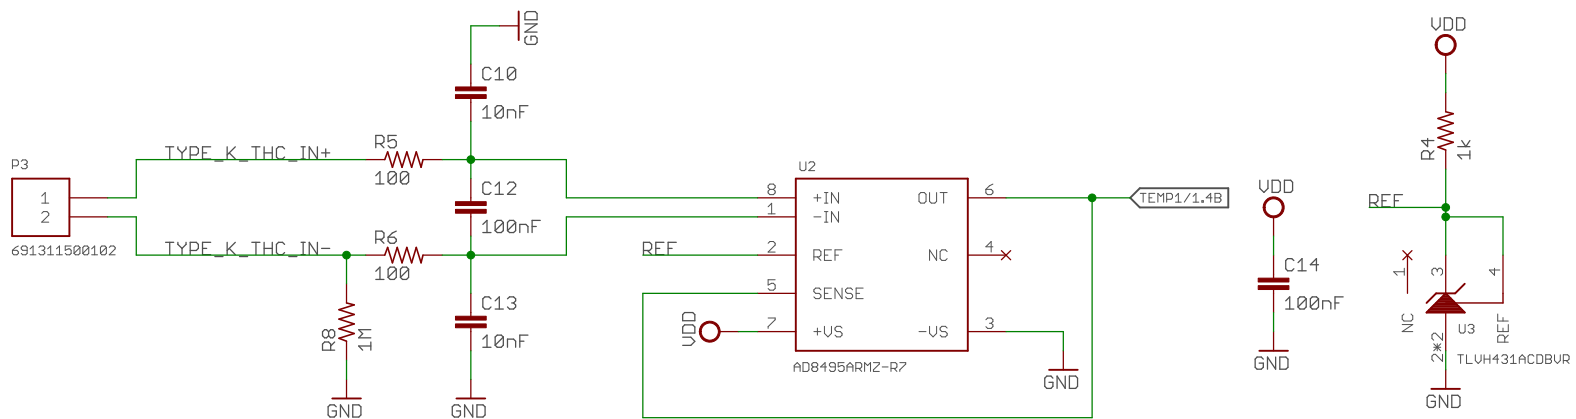 GND
C10
10nF
P3
1
2
691311500102
TYPE_K_THC_IN+
R5
100
C12
100nF
TYPE_K_THC_IN-
R6
100
R8
1M
GND
C13
10nF
GND
U2
8
+IN
1
-IN
REF
2
REF
5
SENSE
VDD
7
+VS
OUT
6
NC
4
-VS
3
AD8495ARMZ-R7
GND
TEMP1/1.4B
VDD
C14
100nF
GND
VDD
R4
1k
REF
1
NC
3
4
REF
U3
2*2
TLVH431ACDBVR
GND